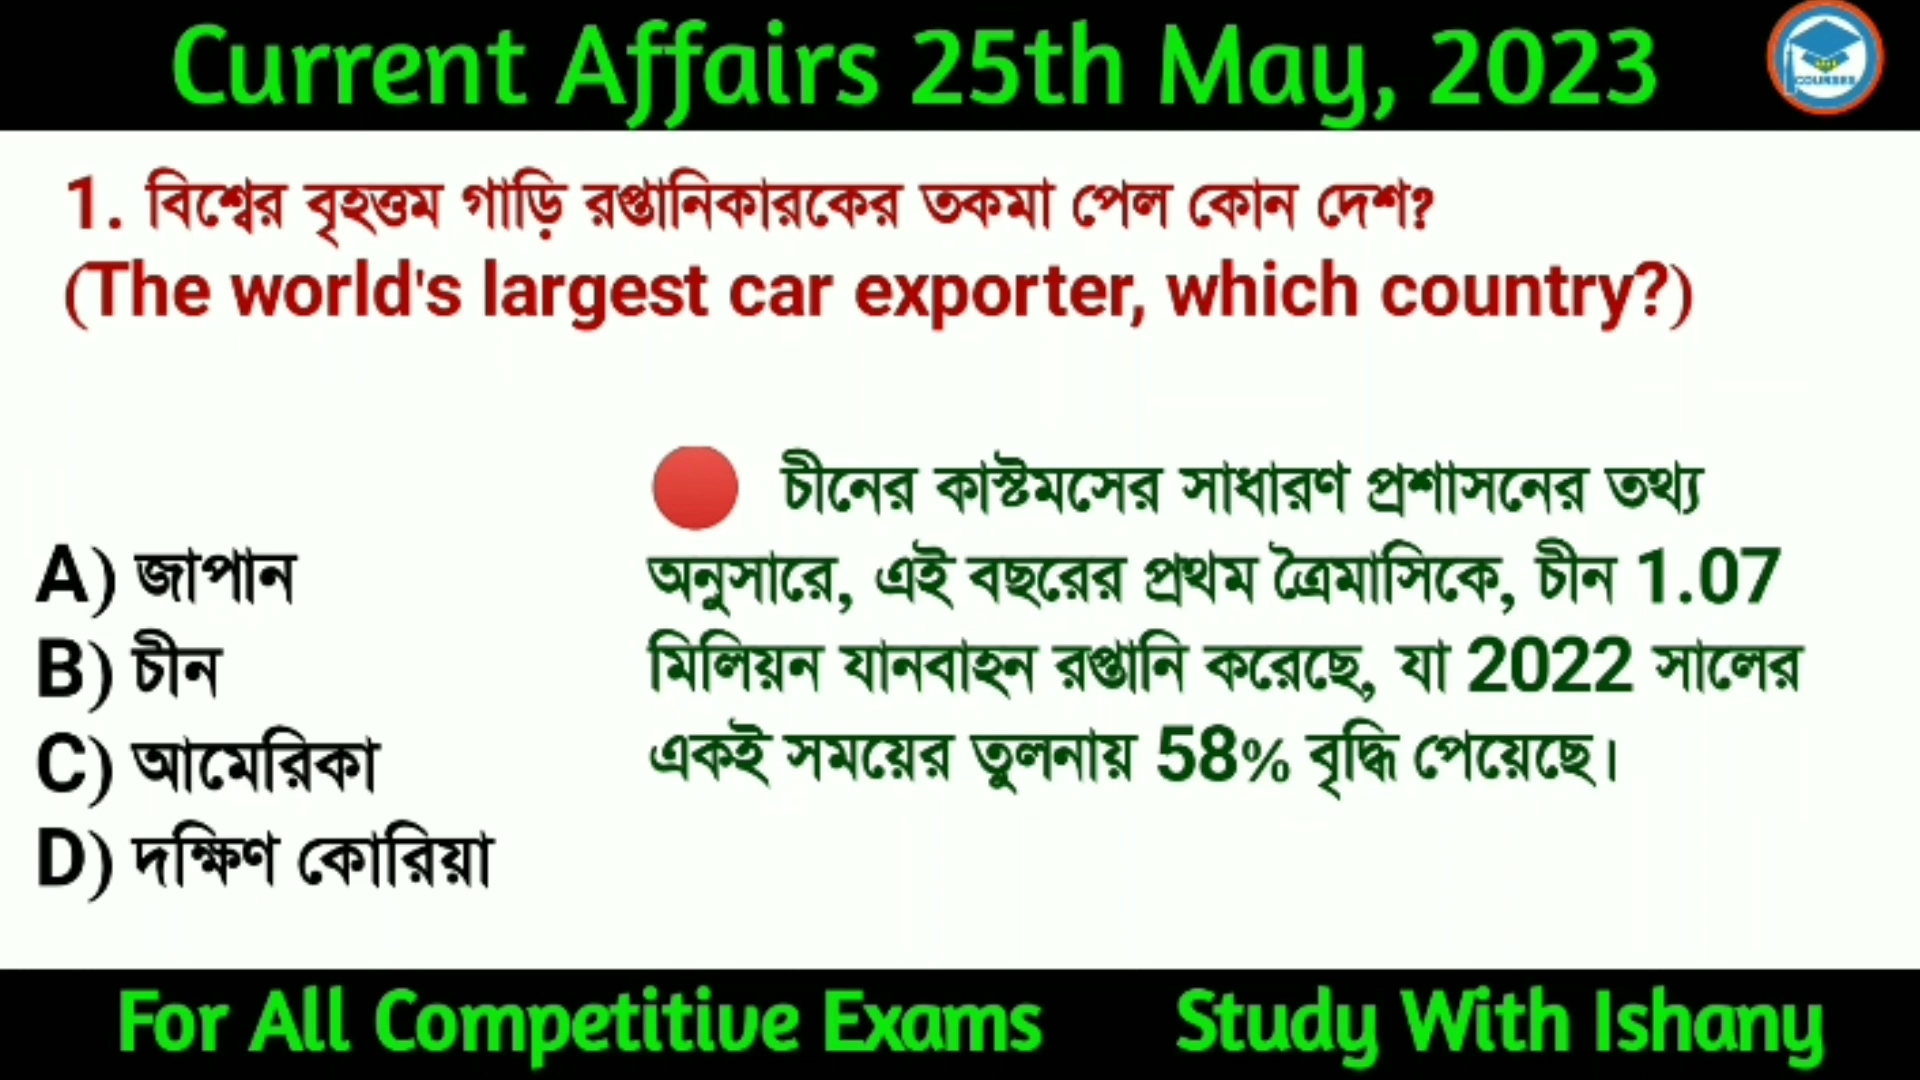 Current Affairs 25th May, 2023
COURSES
1. বিশ্বের বৃহত্তম গাড়ি রপ্তানিকারকের তকমা পেল কোন দেশ?
(The world's largest car exporter, which country?)
A) জাপান
B) চীন
C) আমেরিকা
D) দক্ষিণ কোরিয়া
চীনের কাস্টমসের সাধারণ প্রশাসনের তথ্য
অনুসারে, এই বছরের প্রথম ত্রৈমাসিকে, চীন 1.07
মিলিয়ন যানবাহন রপ্তানি করেছে, যা 2022 সালের
একই সময়ের তুলনায় 58% বৃদ্ধি পেয়েছে।
For All Competitive Exams
Study With Ishany